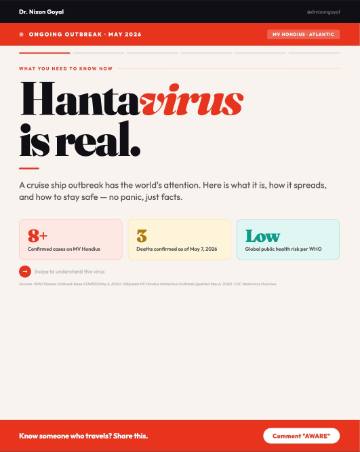 Dr. Nizan Goyal
ONGOING OUTBREAK • MAY 2026
MV HONDIUS • ATLANTIC
WHAT YOU NEED TO KNOW NOW
Hantavirus
is real.
A cruise ship outbreak has the world's attention. Here is what it is, how it spreads,
and how to stay safe — no panic, just facts.
8+
Confirmed cases on MV Hondius
3
Deaths confirmed as of May 7, 2026
Low
Global public health risk per WHO
→ Swipe to understand the virus
Know someone who travels? Share this.
Comment "AWARE"